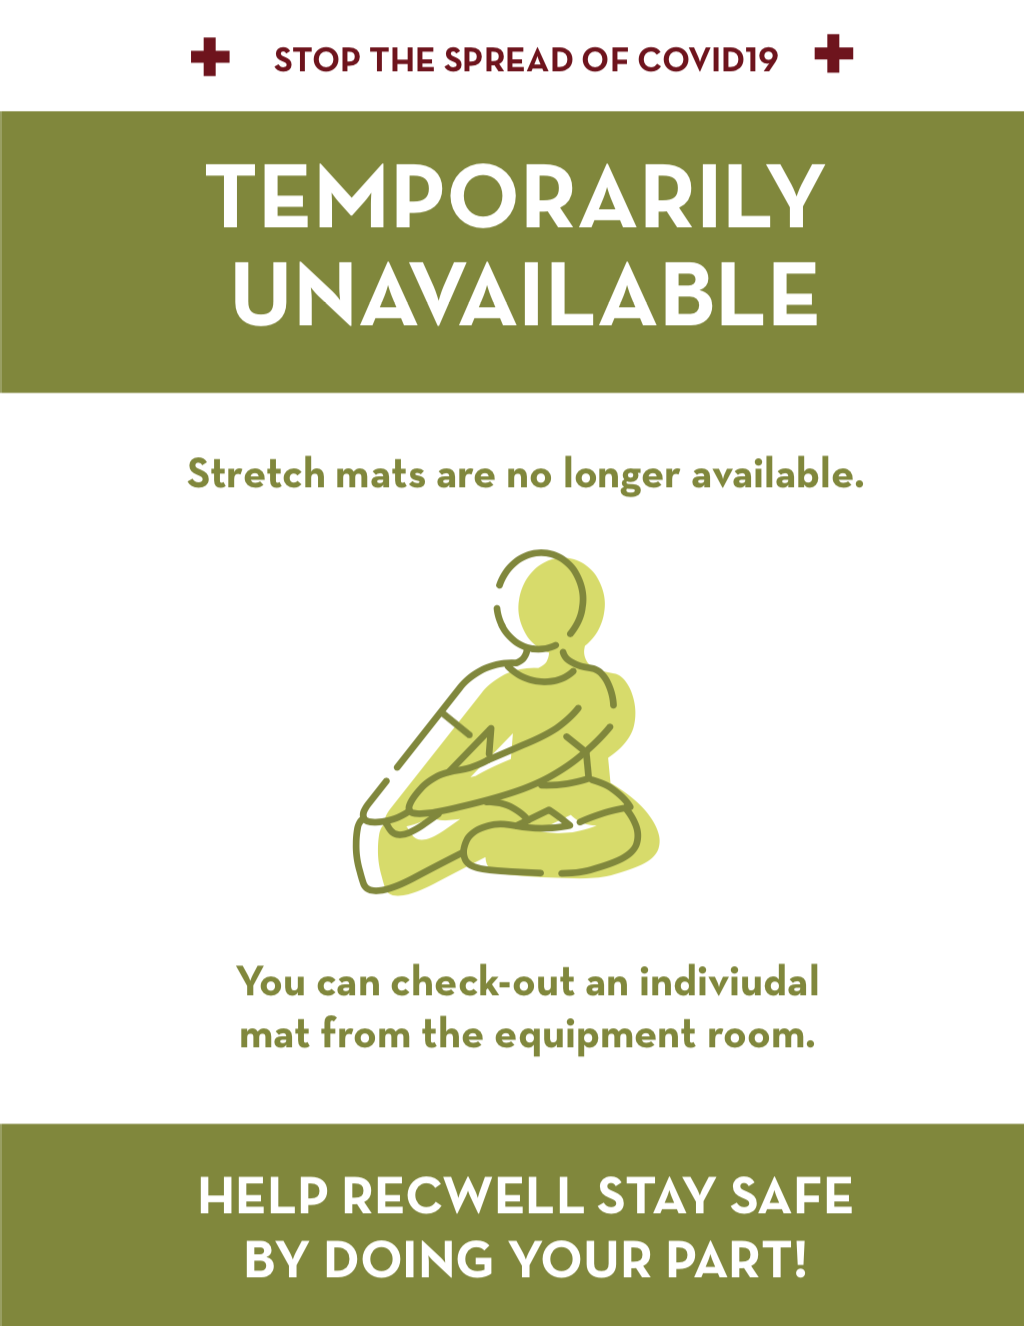 STOP THE SPREAD OF COVID19
TEMPORARILY
UNAVAILABLE
Stretch mats are no longer available.
You can check-out an indiviudal
mat from the equipment room.
HELP RECWELL STAY SAFE
BY DOING YOUR PART!